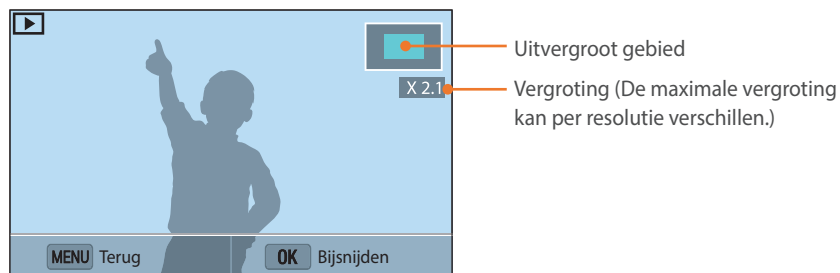 Uitvergroot gebied
X 2.1
Vergroting (De maximale vergroting
kan per resolutie verschillen.)
MENU Terug
OK Bijsnijden